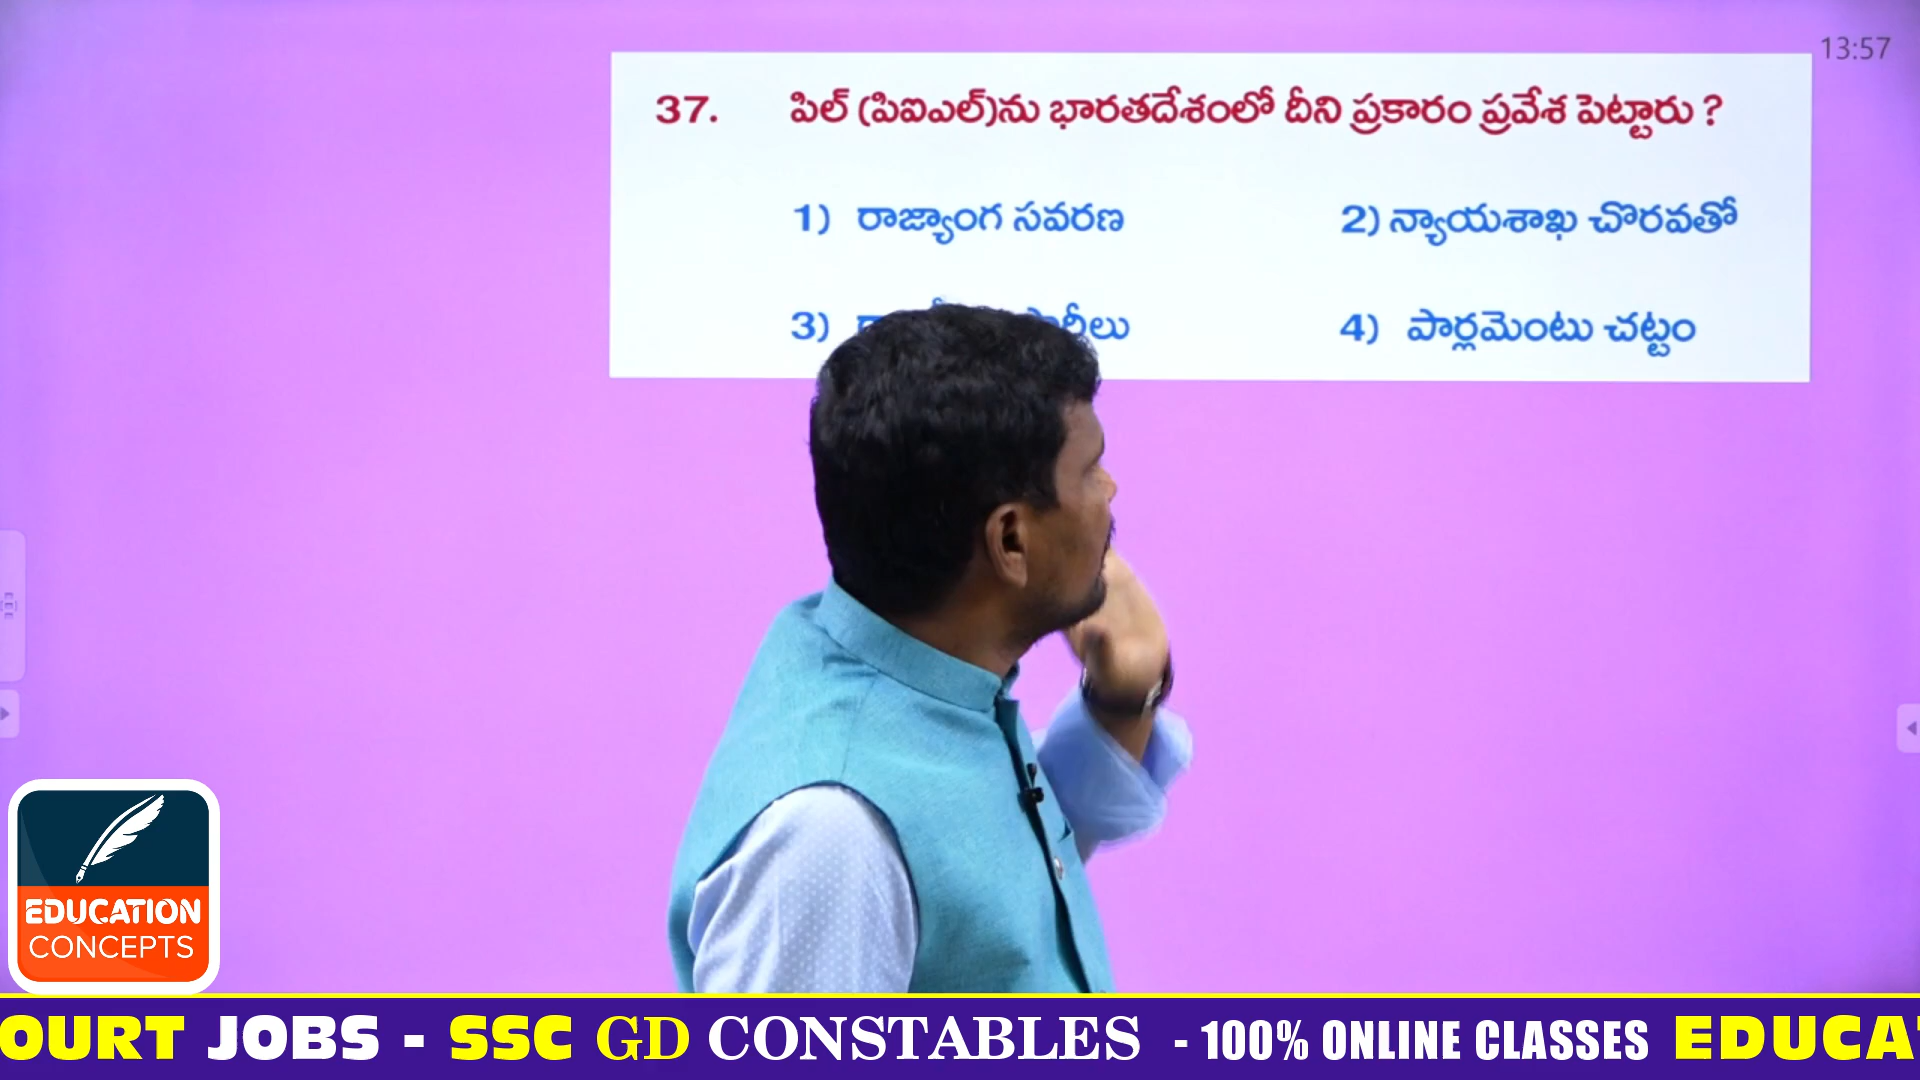 13:57
37. పిల్ (పిఐఎల్)ను భారతదేశంలో దీని ప్రకారం ప్రవేశ పెట్టారు ?
1) రాజ్యాంగ సవరణ 2) న్యాయశాఖ చొరవతో
3) 4) పార్లమెంటు చట్టం
EDUCATION
CONCEPTS
OURT JOBS - SSC GD CONSTABLES - 100% ONLINE CLASSES EDUCA